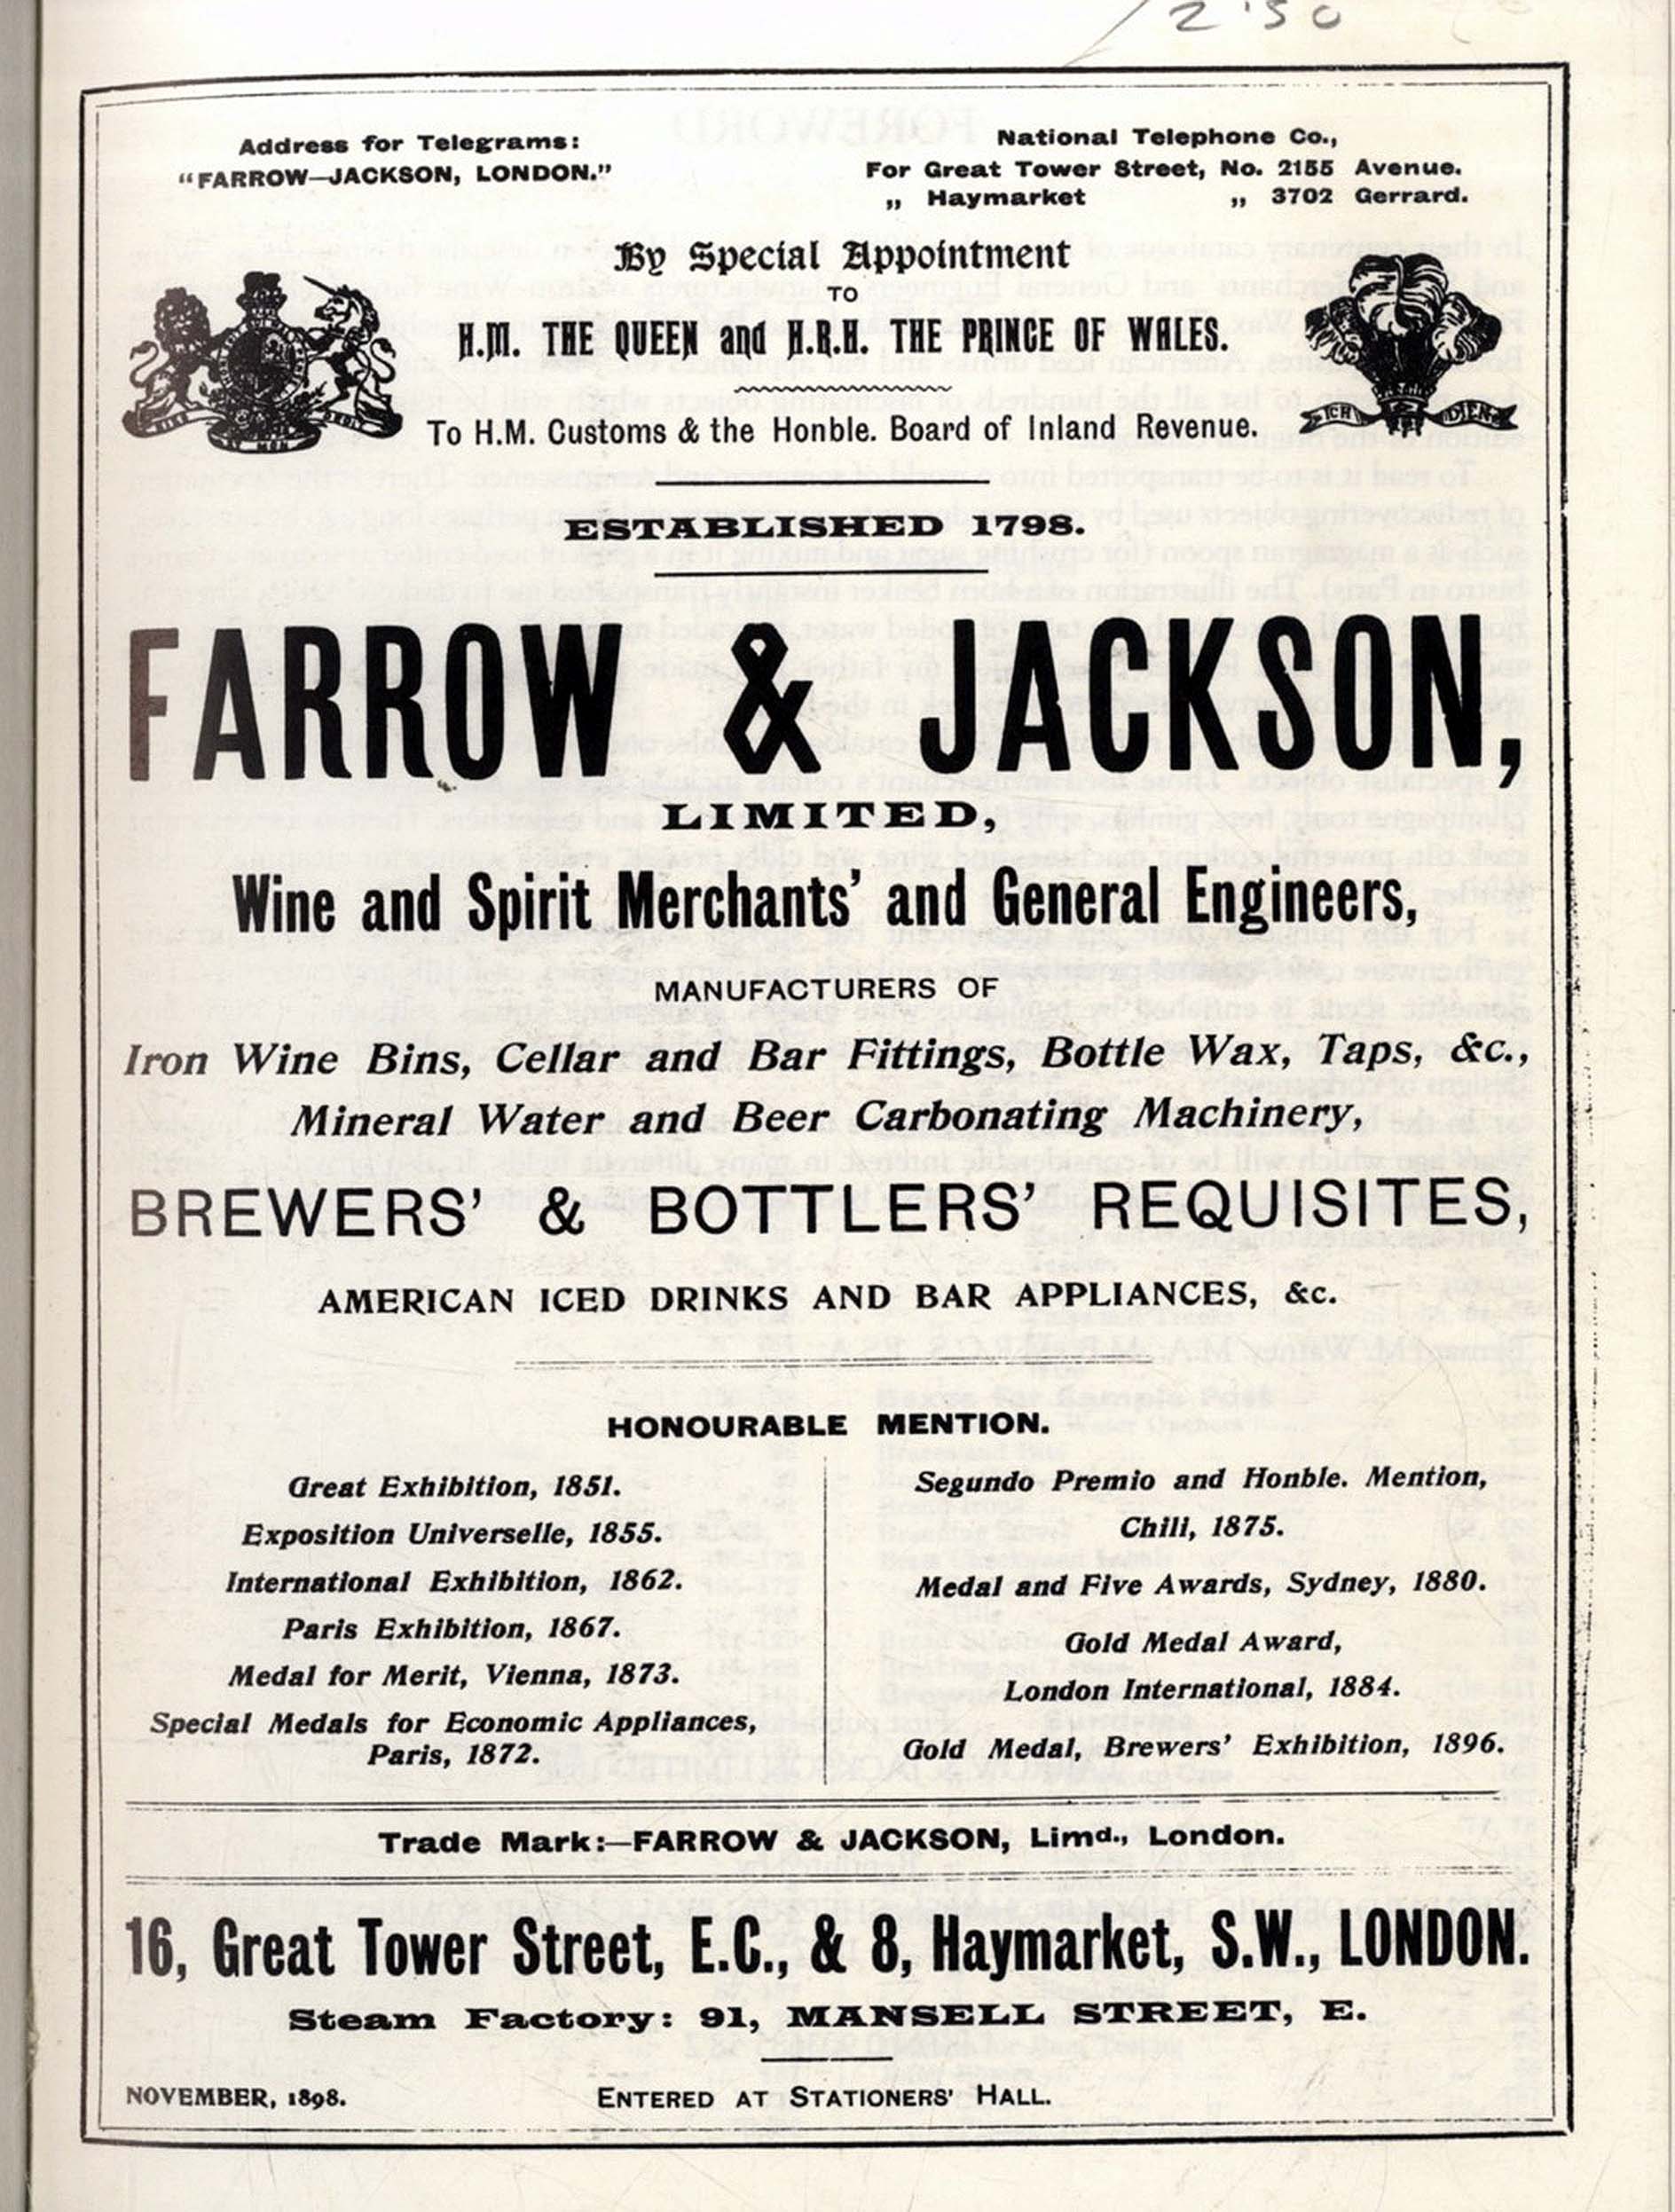 12.50
Address for Telegrams:
"FARROW—JACKSON, LONDON."
National Telephone Co.,
For Great Tower Street, No. 2155 Avenue.
„ Haymarket „ 3702 Gerrard.
By Special Appointment
TO
H.M. THE QUEEN and H.R.H. THE PRINCE OF WALES.
ICH DIEN
To H.M. Customs & the Honble. Board of Inland Revenue.
ESTABLISHED 1798.
FARROW & JACKSON,
LIMITED,
Wine and Spirit Merchants' and General Engineers,
MANUFACTURERS OF
Iron Wine Bins, Cellar and Bar Fittings, Bottle Wax, Taps, &c.,
Mineral Water and Beer Carbonating Machinery,
BREWERS' & BOTTLERS' REQUISITES,
AMERICAN ICED DRINKS AND BAR APPLIANCES, &c.
HONOURABLE MENTION.
Great Exhibition, 1851.
Exposition Universelle, 1855.
International Exhibition, 1862.
Paris Exhibition, 1867.
Medal for Merit, Vienna, 1873.
Special Medals for Economic Appliances,
Paris, 1872.
Segundo Premio and Honble. Mention,
Chili, 1875.
Medal and Five Awards, Sydney, 1880.
Gold Medal Award,
London International, 1884.
Gold Medal, Brewers' Exhibition, 1896.
Trade Mark:—FARROW & JACKSON, Limd., London.
16, Great Tower Street, E.C., & 8, Haymarket, S.W., LONDON.
Steam Factory: 91, MANSELL STREET, E.
NOVEMBER, 1898.
ENTERED AT STATIONERS' HALL.